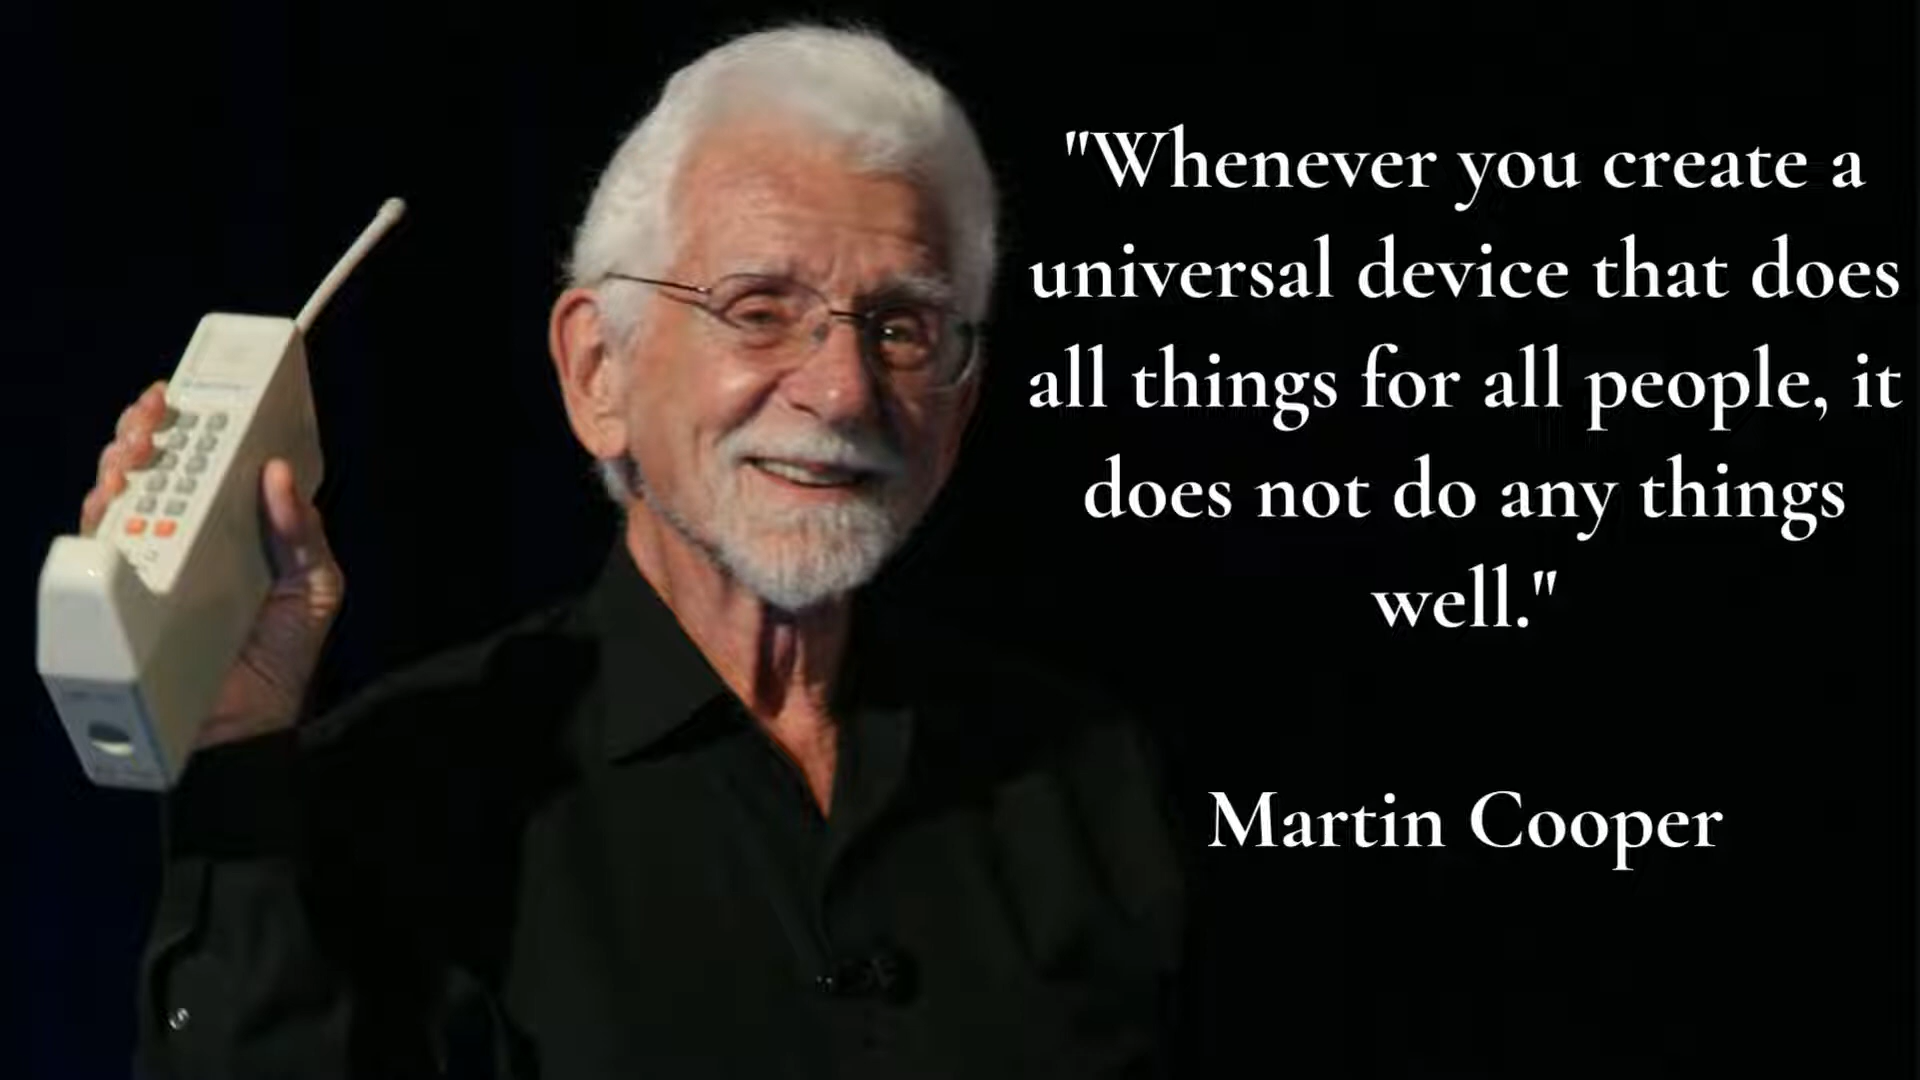 "Whenever you create a
universal device that does
all things for all people, it
does not do any things
well."
Martin Cooper